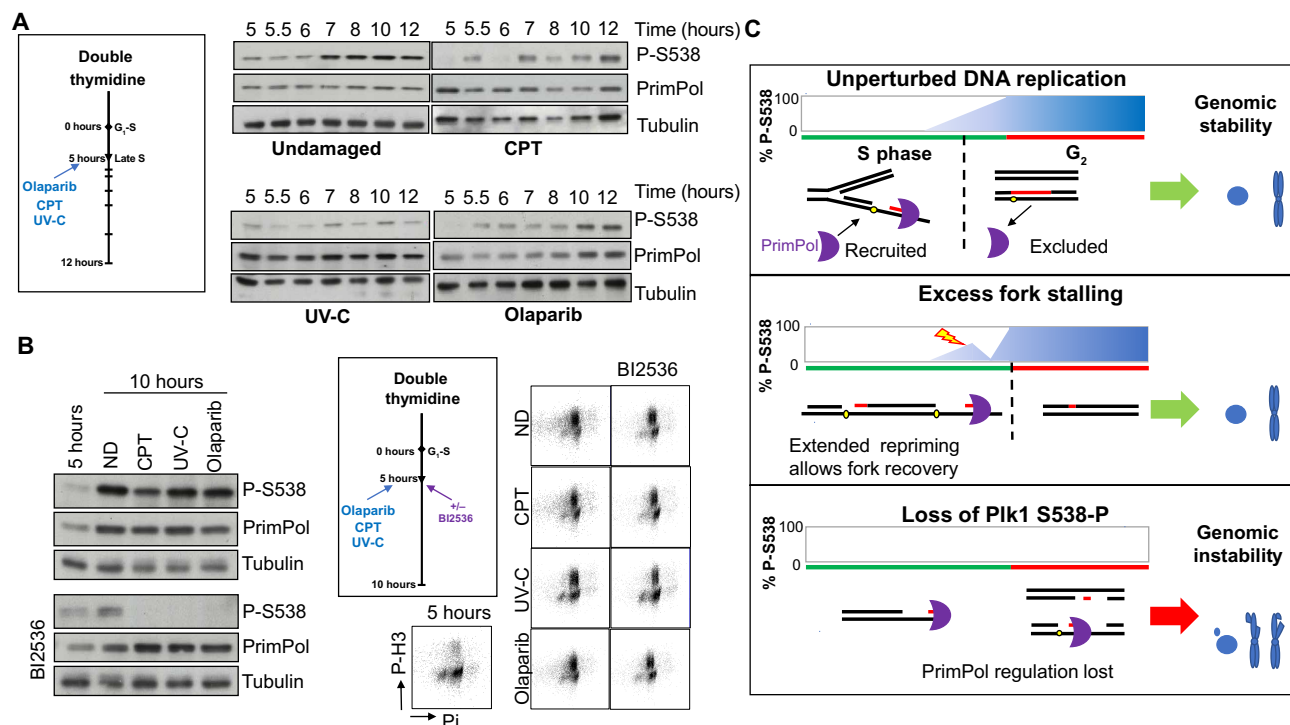 A
Double
thymidine
0 hours
G1-S
5 hours
Late S
Olaparib
CPT
UV-C
12 hours
5 5.5 6 7 8 10 12
5 5.5 6 7 8 10 12
Time (hours)
P-S538
PrimPol
Tubulin
Undamaged
CPT
5 5.5 6 7 8 10 12
5 5.5 6 7 8 10 12
Time (hours)
P-S538
PrimPol
Tubulin
UV-C
Olaparib
B
10 hours
5 hours
ND
CPT
UV-C
Olaparib
P-S538
PrimPol
Tubulin
BI2536
P-S538
PrimPol
Tubulin
Double
thymidine
0 hours
G1-S
5 hours
Olaparib
CPT
UV-C
+/–
BI2536
10 hours
5 hours
P-H3
Pi
BI2536
ND
CPT
UV-C
Olaparib
C
Unperturbed DNA replication
% P-S538
100
0
S phase
G2
PrimPol
Recruited
Excluded
Genomic
stability
Excess fork stalling
% P-S538
100
0
Extended repriming
allows fork recovery
Loss of Plk1 S538-P
% P-S538
100
0
PrimPol regulation lost
Genomic
instability